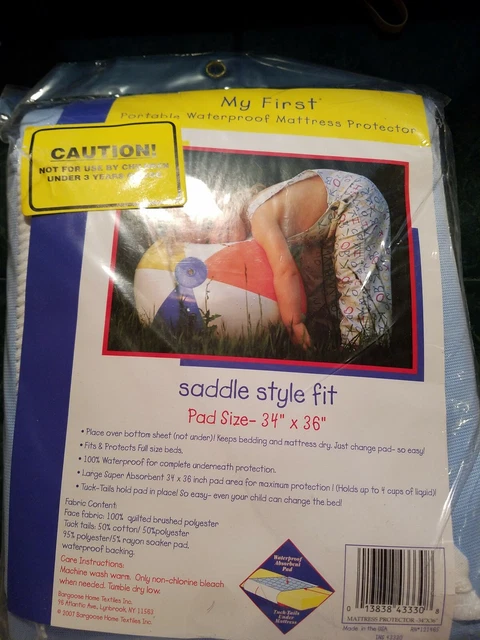 My First
Portable Waterproof Mattress Protector
CAUTION!
NOT FOR USE BY CHILDREN
UNDER 3 YEARS
saddle style fit
Pad Size- 34" x 36"
• Place over bottom sheet (not under)! Keeps bedding and mattress dry. Just change pad- so easy!
• Fits & Protects Full size beds.
• 100% Waterproof for complete underneath protection.
• Large Super Absorbent 34 x 36 inch pad area for maximum protection! (Holds up to 4 cups of liquid)!
• Tuck-Tails hold pad in place! So easy- even your child can change the bed!
Fabric Content:
Face fabric: 100% quilted brushed polyester
Tuck tails: 50% cotton/ 50%polyester
95% polyester/5% rayon soaker pad,
waterproof backing.
Care Instructions:
Machine wash warm. Only non-chlorine bleach
when needed. Tumble dry low.
Bargoose Home Textiles Inc.
98 Atlantic Ave., Lynbrook, NY 11563
© 2007 Bargoose Home Textiles Inc.
Waterproof
Absorbent
Pad
Tuck-Tails
Under
Mattress
0 13838 43330 8
MATTRESS PROTECTOR -34"X36"
Made in the USA